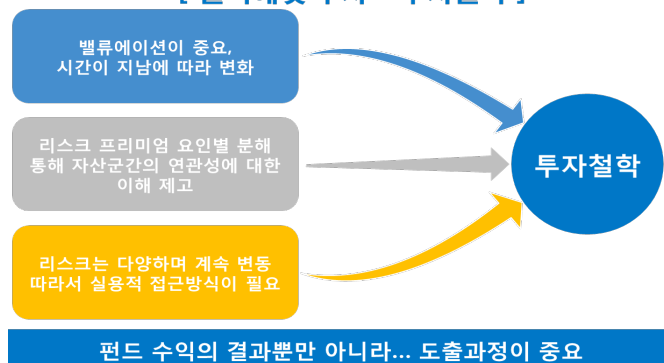 밸류에이션이 중요,
시간이 지남에 따라 변화
리스크 프리미엄 요인별 분해
통해 자산군간의 연관성에 대한
이해 제고
투자철학
리스크는 다양하며 계속 변동
따라서 실용적 접근방식이 필요
펀드 수익의 결과뿐만 아니라... 도출과정이 중요